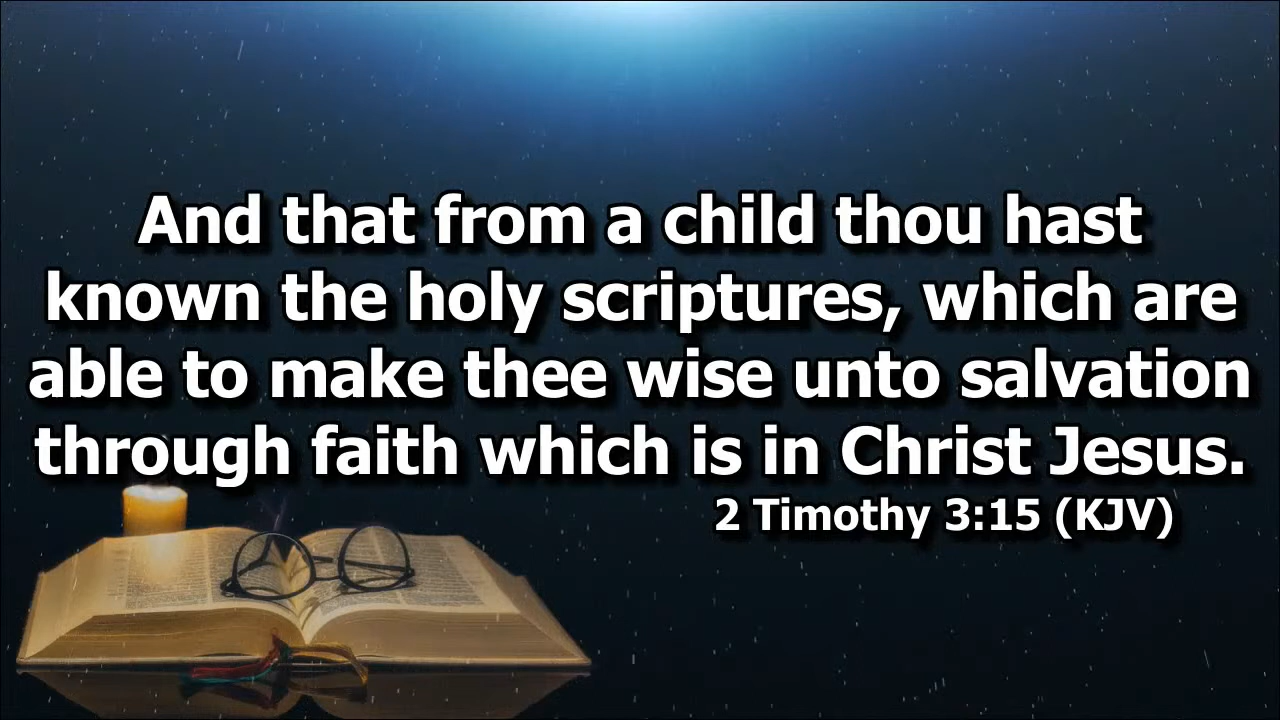 And that from a child thou hast
known the holy scriptures, which are
able to make thee wise unto salvation
through faith which is in Christ Jesus.
2 Timothy 3:15 (KJV)